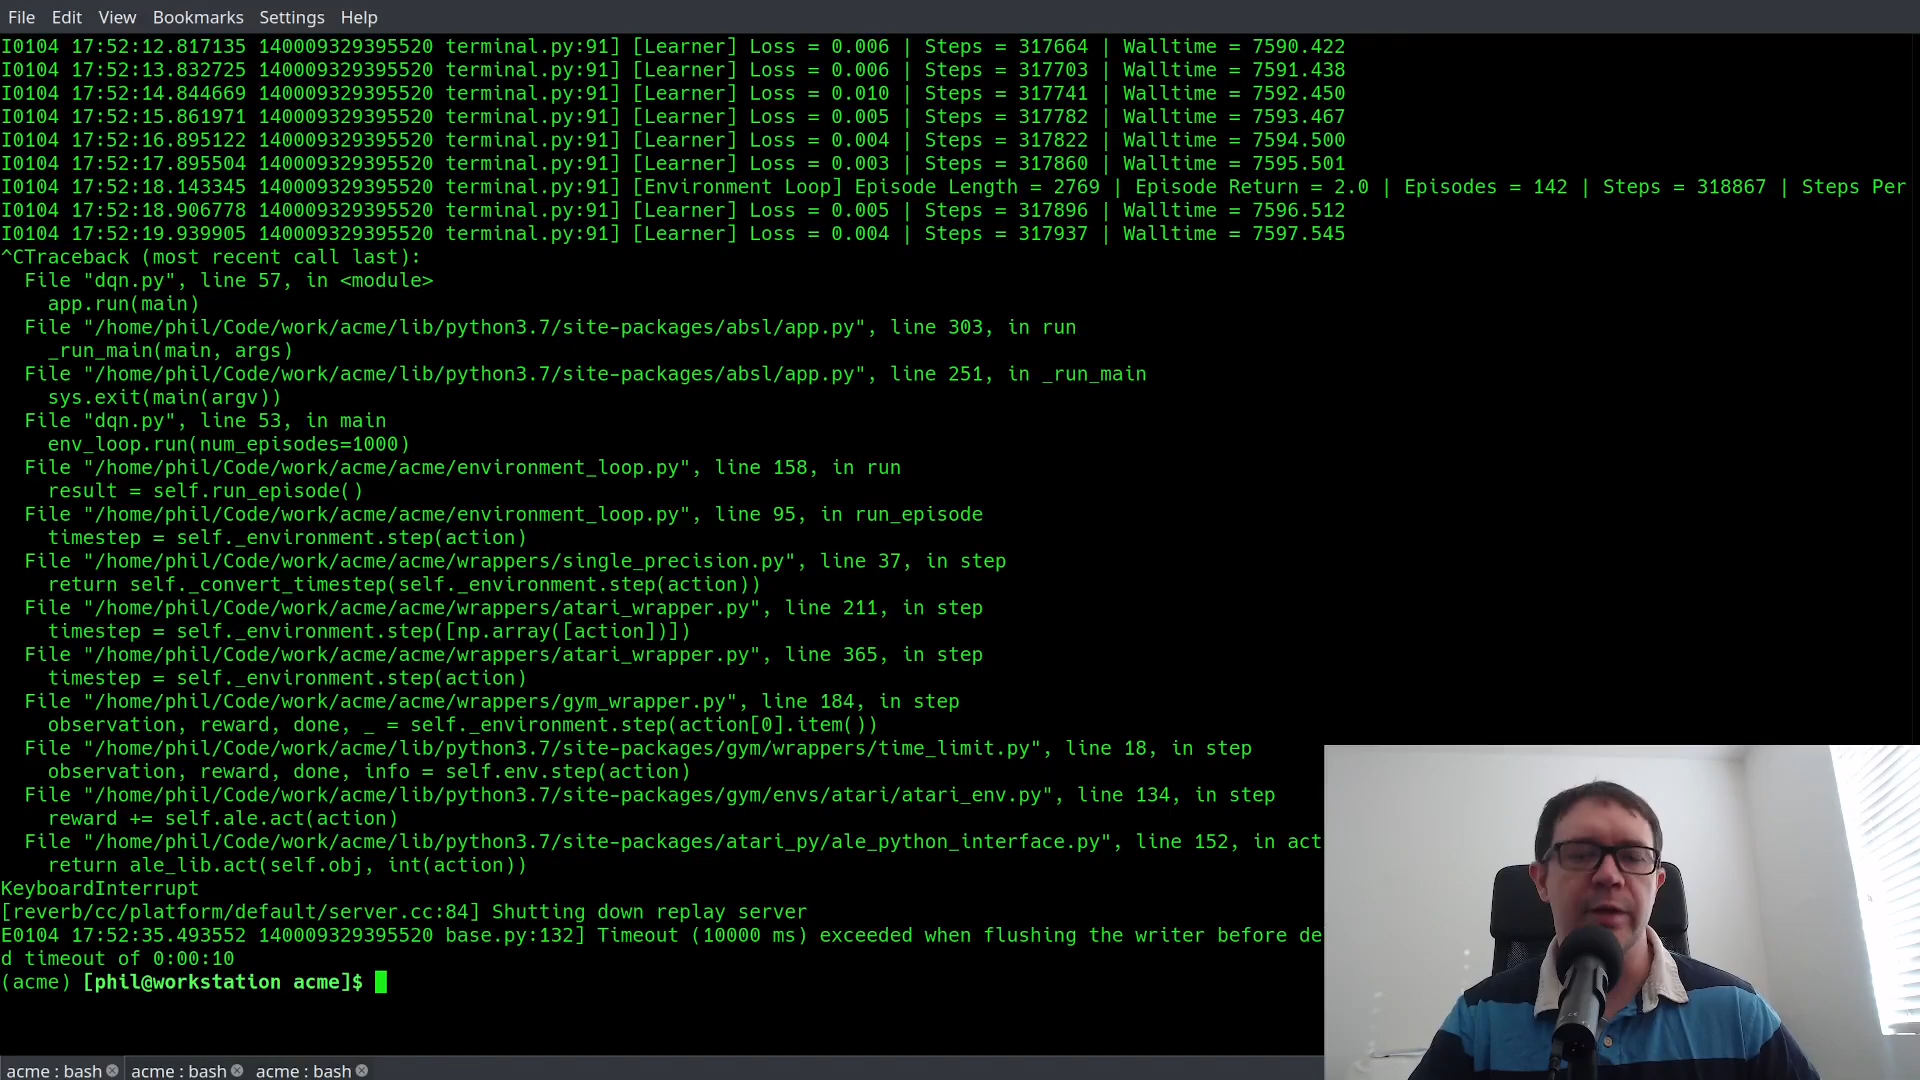 File Edit View Bookmarks Settings Help
I0104 17:52:12.817135 140009329395520 terminal.py:91] [Learner] Loss = 0.006 | Steps = 317664 | Walltime = 7590.422
I0104 17:52:13.832725 140009329395520 terminal.py:91] [Learner] Loss = 0.006 | Steps = 317703 | Walltime = 7591.438
I0104 17:52:14.844669 140009329395520 terminal.py:91] [Learner] Loss = 0.010 | Steps = 317741 | Walltime = 7592.450
I0104 17:52:15.861971 140009329395520 terminal.py:91] [Learner] Loss = 0.005 | Steps = 317782 | Walltime = 7593.467
I0104 17:52:16.895122 140009329395520 terminal.py:91] [Learner] Loss = 0.004 | Steps = 317822 | Walltime = 7594.500
I0104 17:52:17.895504 140009329395520 terminal.py:91] [Learner] Loss = 0.003 | Steps = 317860 | Walltime = 7595.501
I0104 17:52:18.143345 140009329395520 terminal.py:91] [Environment Loop] Episode Length = 2769 | Episode Return = 2.0 | Episodes = 142 | Steps = 318867 | Steps Per
I0104 17:52:18.906778 140009329395520 terminal.py:91] [Learner] Loss = 0.005 | Steps = 317896 | Walltime = 7596.512
I0104 17:52:19.939905 140009329395520 terminal.py:91] [Learner] Loss = 0.004 | Steps = 317937 | Walltime = 7597.545
^CTraceback (most recent call last):
  File "dqn.py", line 57, in <module>
    app.run(main)
  File "/home/phil/Code/work/acme/lib/python3.7/site-packages/absl/app.py", line 303, in run
    _run_main(main, args)
  File "/home/phil/Code/work/acme/lib/python3.7/site-packages/absl/app.py", line 251, in _run_main
    sys.exit(main(argv))
  File "dqn.py", line 53, in main
    env_loop.run(num_episodes=1000)
  File "/home/phil/Code/work/acme/acme/environment_loop.py", line 158, in run
    result = self.run_episode()
  File "/home/phil/Code/work/acme/acme/environment_loop.py", line 95, in run_episode
    timestep = self._environment.step(action)
  File "/home/phil/Code/work/acme/acme/wrappers/single_precision.py", line 37, in step
    return self._convert_timestep(self._environment.step(action))
  File "/home/phil/Code/work/acme/acme/wrappers/atari_wrapper.py", line 211, in step
    timestep = self._environment.step([np.array([action])])
  File "/home/phil/Code/work/acme/acme/wrappers/atari_wrapper.py", line 365, in step
    timestep = self._environment.step(action)
  File "/home/phil/Code/work/acme/acme/wrappers/gym_wrapper.py", line 184, in step
    observation, reward, done, _ = self._environment.step(action[0].item())
  File "/home/phil/Code/work/acme/lib/python3.7/site-packages/gym/wrappers/time_limit.py", line 18, in step
    observation, reward, done, info = self.env.step(action)
  File "/home/phil/Code/work/acme/lib/python3.7/site-packages/gym/envs/atari/atari_env.py", line 134, in step
    reward += self.ale.act(action)
  File "/home/phil/Code/work/acme/lib/python3.7/site-packages/atari_py/ale_python_interface.py", line 152, in act
    return ale_lib.act(self.obj, int(action))
KeyboardInterrupt
[reverb/cc/platform/default/server.cc:84] Shutting down replay server
E0104 17:52:35.493552 140009329395520 base.py:132] Timeout (10000 ms) exceeded when flushing the writer before de
d timeout of 0:00:10
(acme) [phil@workstation acme]$
acme : bash acme : bash acme : bash